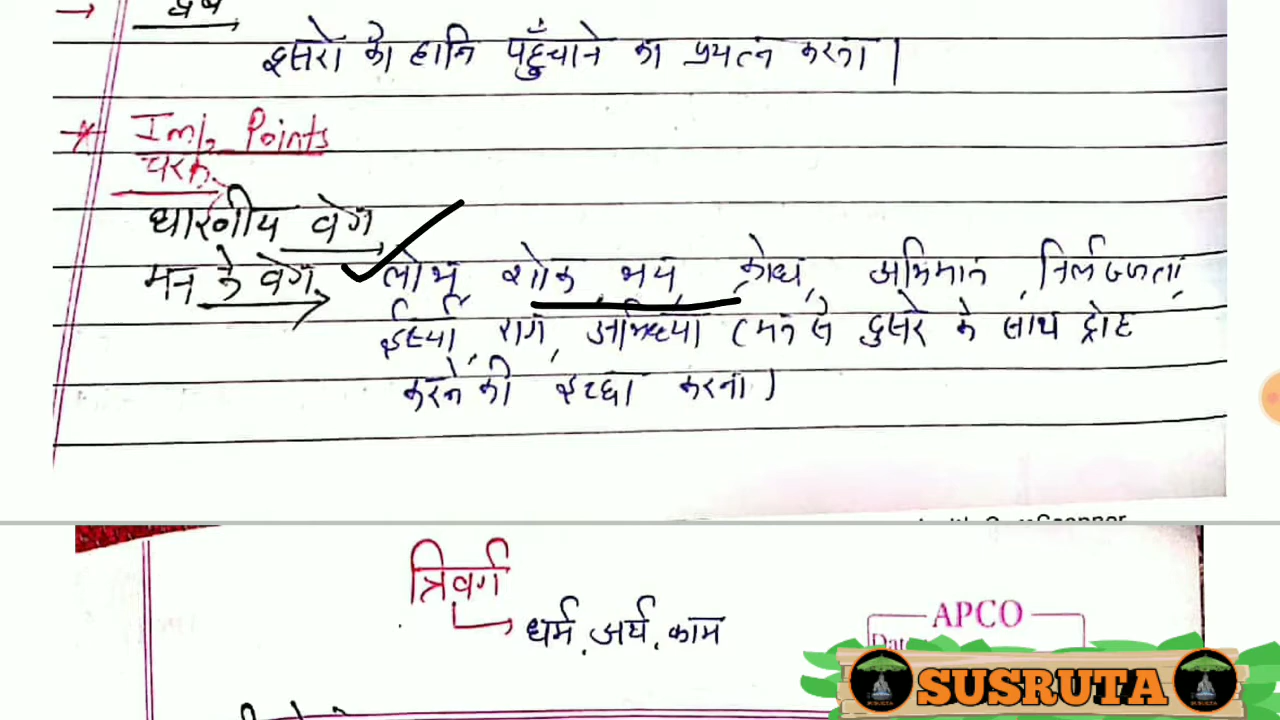 → द्वेष
दूसरों को हानि पहुँचाने का प्रयत्न करना |
* Imp. Points
चरक
धारणीय वेग
मन के वेग → लोभ, शोक, भय, क्रोध, अभिमान, निर्लज्जता,
ईर्ष्या, राग, अभिध्या (मन से दुसरे के साथ द्रोह
करने की इच्छा करना)
त्रिवर्ग
→ धर्म, अर्थ, काम
APCO
Date
SUSRUTA